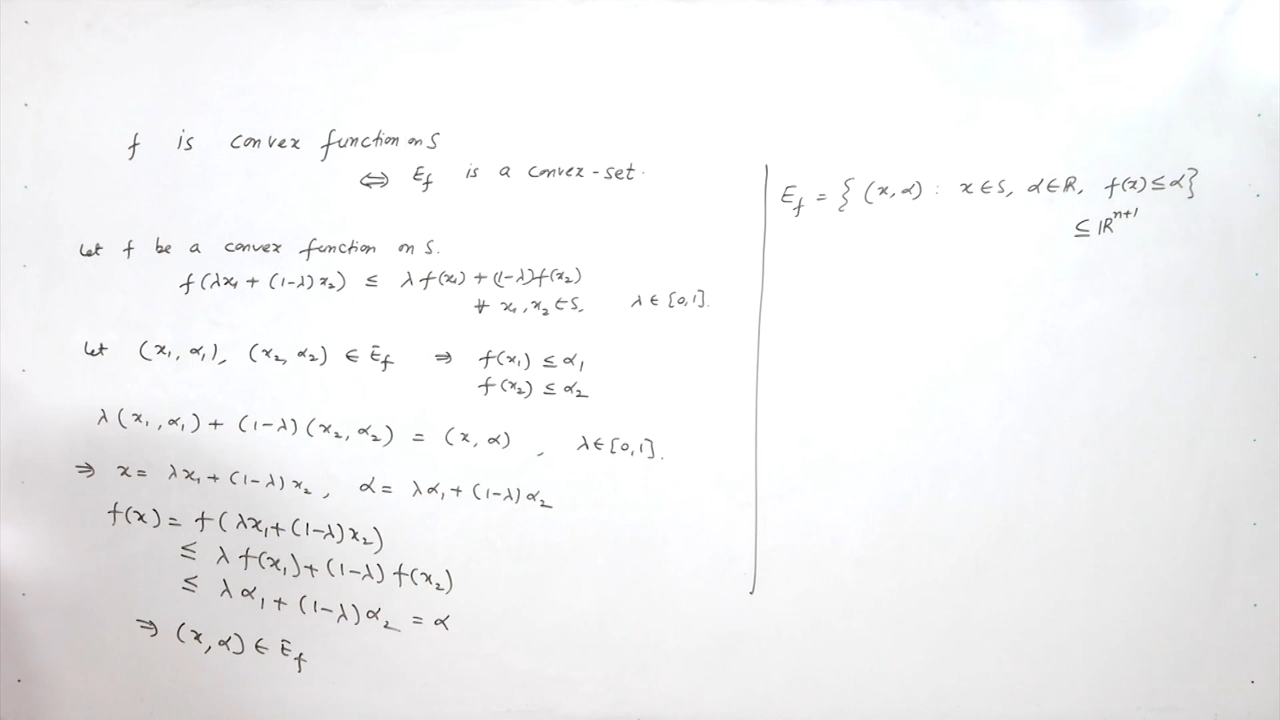 f is convex function on S
⇔ E_f is a convex-set.
Let f be a convex function on S.
f(λx₁ + (1-λ)x₂) ≤ λf(x₁) + (1-λ)f(x₂)
∀ x₁, x₂ ∈ S, λ ∈ [0,1].
Let (x₁, α₁), (x₂, α₂) ∈ E_f ⇒ f(x₁) ≤ α₁
f(x₂) ≤ α₂
λ(x₁, α₁) + (1-λ)(x₂, α₂) = (x, α), λ∈[0,1].
⇒ x = λx₁ + (1-λ)x₂, α = λα₁ + (1-λ)α₂
f(x) = f(λx₁ + (1-λ)x₂)
≤ λf(x₁) + (1-λ)f(x₂)
≤ λα₁ + (1-λ)α₂ = α
⇒ (x, α) ∈ E_f
E_f = { (x, α) : x ∈ S, α ∈ ℝ, f(x) ≤ α}
⊆ ℝⁿ⁺¹